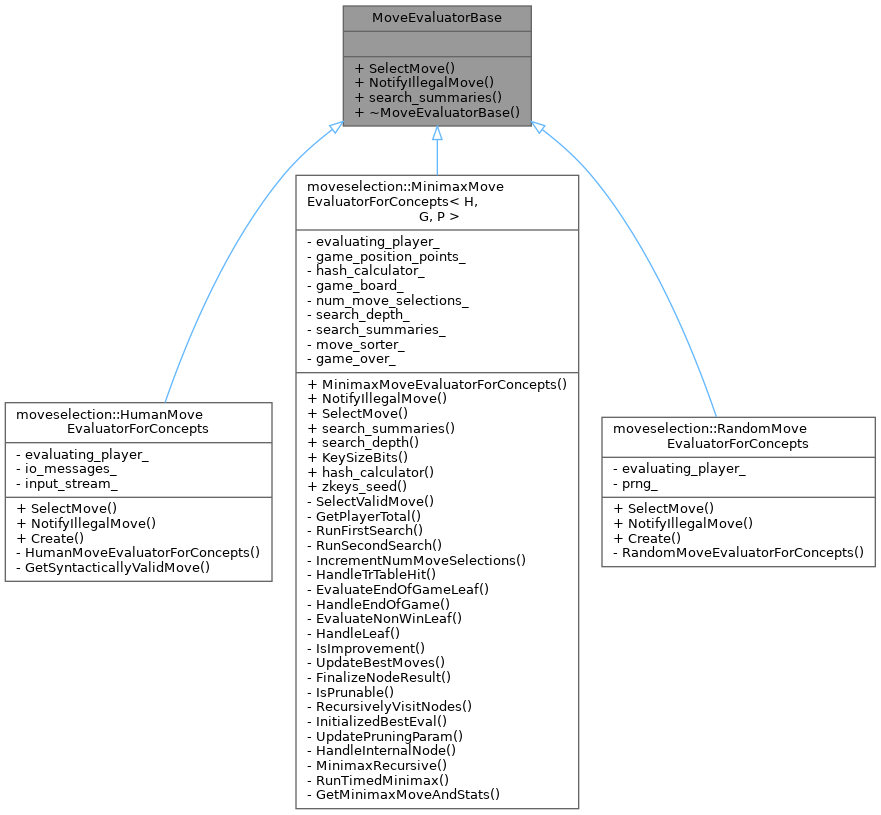 MoveEvaluatorBase
+ SelectMove()
+ NotifyIllegalMove()
+ search_summaries()
+ ~MoveEvaluatorBase()
moveselection::MinimaxMove
EvaluatorForConcepts< H,
G, P >
- evaluating_player_
- game_position_points_
- hash_calculator_
- game_board_
- num_move_selections_
- search_depth_
- search_summaries_
- move_sorter_
- game_over_
+ MinimaxMoveEvaluatorForConcepts()
+ NotifyIllegalMove()
+ SelectMove()
+ search_summaries()
+ search_depth()
+ KeySizeBits()
+ hash_calculator()
+ zkeys_seed()
- SelectValidMove()
- GetPlayerTotal()
- RunFirstSearch()
- RunSecondSearch()
- IncrementNumMoveSelections()
- HandleTrTableHit()
- EvaluateEndOfGameLeaf()
- HandleEndOfGame()
- EvaluateNonWinLeaf()
- HandleLeaf()
- IsImprovement()
- UpdateBestMoves()
- FinalizeNodeResult()
- IsPrunable()
- RecursivelyVisitNodes()
- InitializedBestEval()
- UpdatePruningParam()
- HandleInternalNode()
- MinimaxRecursive()
- RunTimedMinimax()
- GetMinimaxMoveAndStats()
moveselection::HumanMove
EvaluatorForConcepts
- evaluating_player_
- io_messages_
- input_stream_
+ SelectMove()
+ NotifyIllegalMove()
+ Create()
- HumanMoveEvaluatorForConcepts()
- GetSyntacticallyValidMove()
moveselection::RandomMove
EvaluatorForConcepts
- evaluating_player_
- prng_
+ SelectMove()
+ NotifyIllegalMove()
+ Create()
- RandomMoveEvaluatorForConcepts()